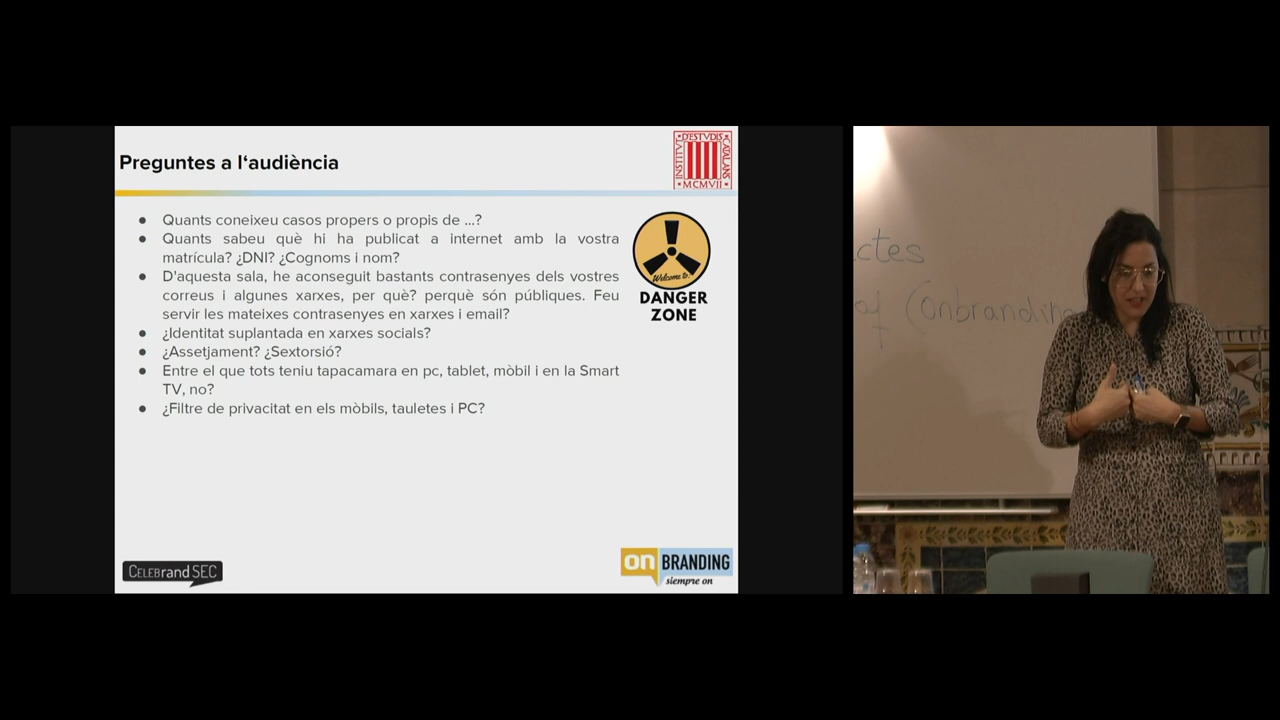 Preguntes a l‘audiència
INSTITVT
D'ESTVDIS
CATALANS
MCMVII
● Quants coneixeu casos propers o propis de ...?
● Quants sabeu què hi ha publicat a internet amb la vostra
matrícula? ¿DNI? ¿Cognoms i nom?
● D'aquesta sala, he aconseguit bastants contrasenyes dels vostres
correus i algunes xarxes, per què? perquè són públiques. Feu
servir les mateixes contrasenyes en xarxes i email?
● ¿Identitat suplantada en xarxes socials?
● ¿Assetjament? ¿Sextorsió?
● Entre el que tots teniu tapacamara en pc, tablet, mòbil i en la Smart
TV, no?
● ¿Filtre de privacitat en els mòbils, tauletes i PC?
Welcome to:
DANGER
ZONE
CELEBrand SEC
on BRANDING
siempre on
ctes
(onbranding